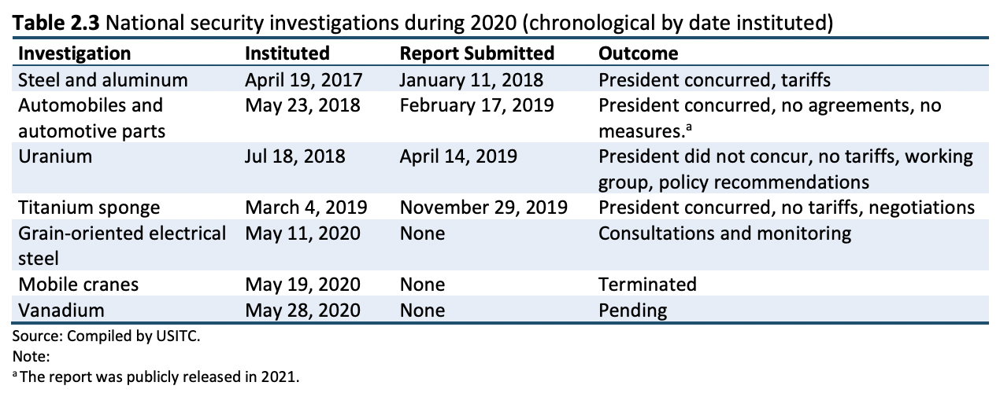 Table 2.3 National security investigations during 2020 (chronological by date instituted)
Investigation Instituted Report Submitted Outcome
Steel and aluminum April 19, 2017 January 11, 2018 President concurred, tariffs
Automobiles and May 23, 2018 February 17, 2019 President concurred, no agreements, no
automotive parts measures.ᵃ
Uranium Jul 18, 2018 April 14, 2019 President did not concur, no tariffs, working
group, policy recommendations
Titanium sponge March 4, 2019 November 29, 2019 President concurred, no tariffs, negotiations
Grain-oriented electrical May 11, 2020 None Consultations and monitoring
steel
Mobile cranes May 19, 2020 None Terminated
Vanadium May 28, 2020 None Pending
Source: Compiled by USITC.
Note:
ᵃ The report was publicly released in 2021.